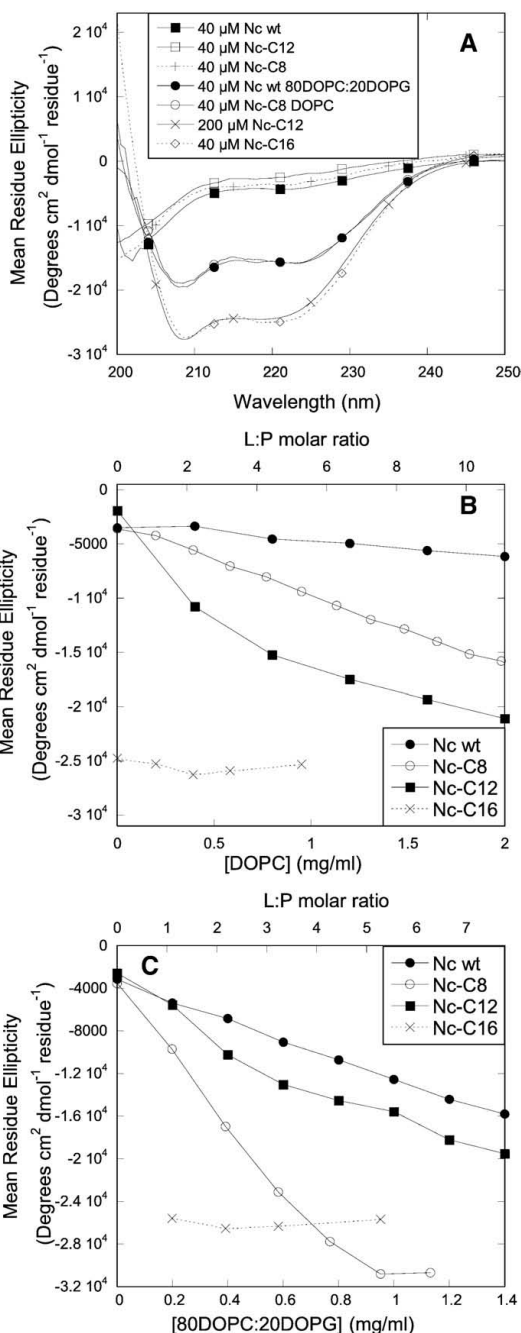 2 10⁴
1 10⁴
0
-1 10⁴
-2 10⁴
-3 10⁴
Mean Residue Ellipticity
(Degrees cm² dmol⁻¹ residue⁻¹)
40 µM Nc wt
40 µM Nc-C12
40 µM Nc-C8
40 µM Nc wt 80DOPC:20DOPG
40 µM Nc-C8 DOPC
200 µM Nc-C12
40 µM Nc-C16
A
200 210 220 230 240 250
Wavelength (nm)
L:P molar ratio
0 2 4 6 8 10
B
0
-5000
-1 10⁴
-1.5 10⁴
-2 10⁴
-2.5 10⁴
-3 10⁴
Mean Residue Ellipticity
(Degrees cm² dmol⁻¹ residue⁻¹)
Nc wt
Nc-C8
Nc-C12
Nc-C16
0 0.5 1 1.5 2
[DOPC] (mg/ml)
L:P molar ratio
0 1 2 3 4 5 6 7
C
0
-4000
-8000
-1.2 10⁴
-1.6 10⁴
-2 10⁴
-2.4 10⁴
-2.8 10⁴
-3.2 10⁴
Mean Residue Ellipticity
(Degrees cm² dmol⁻¹ residue⁻¹)
Nc wt
Nc-C8
Nc-C12
Nc-C16
0 0.2 0.4 0.6 0.8 1 1.2 1.4
[80DOPC:20DOPG] (mg/ml)